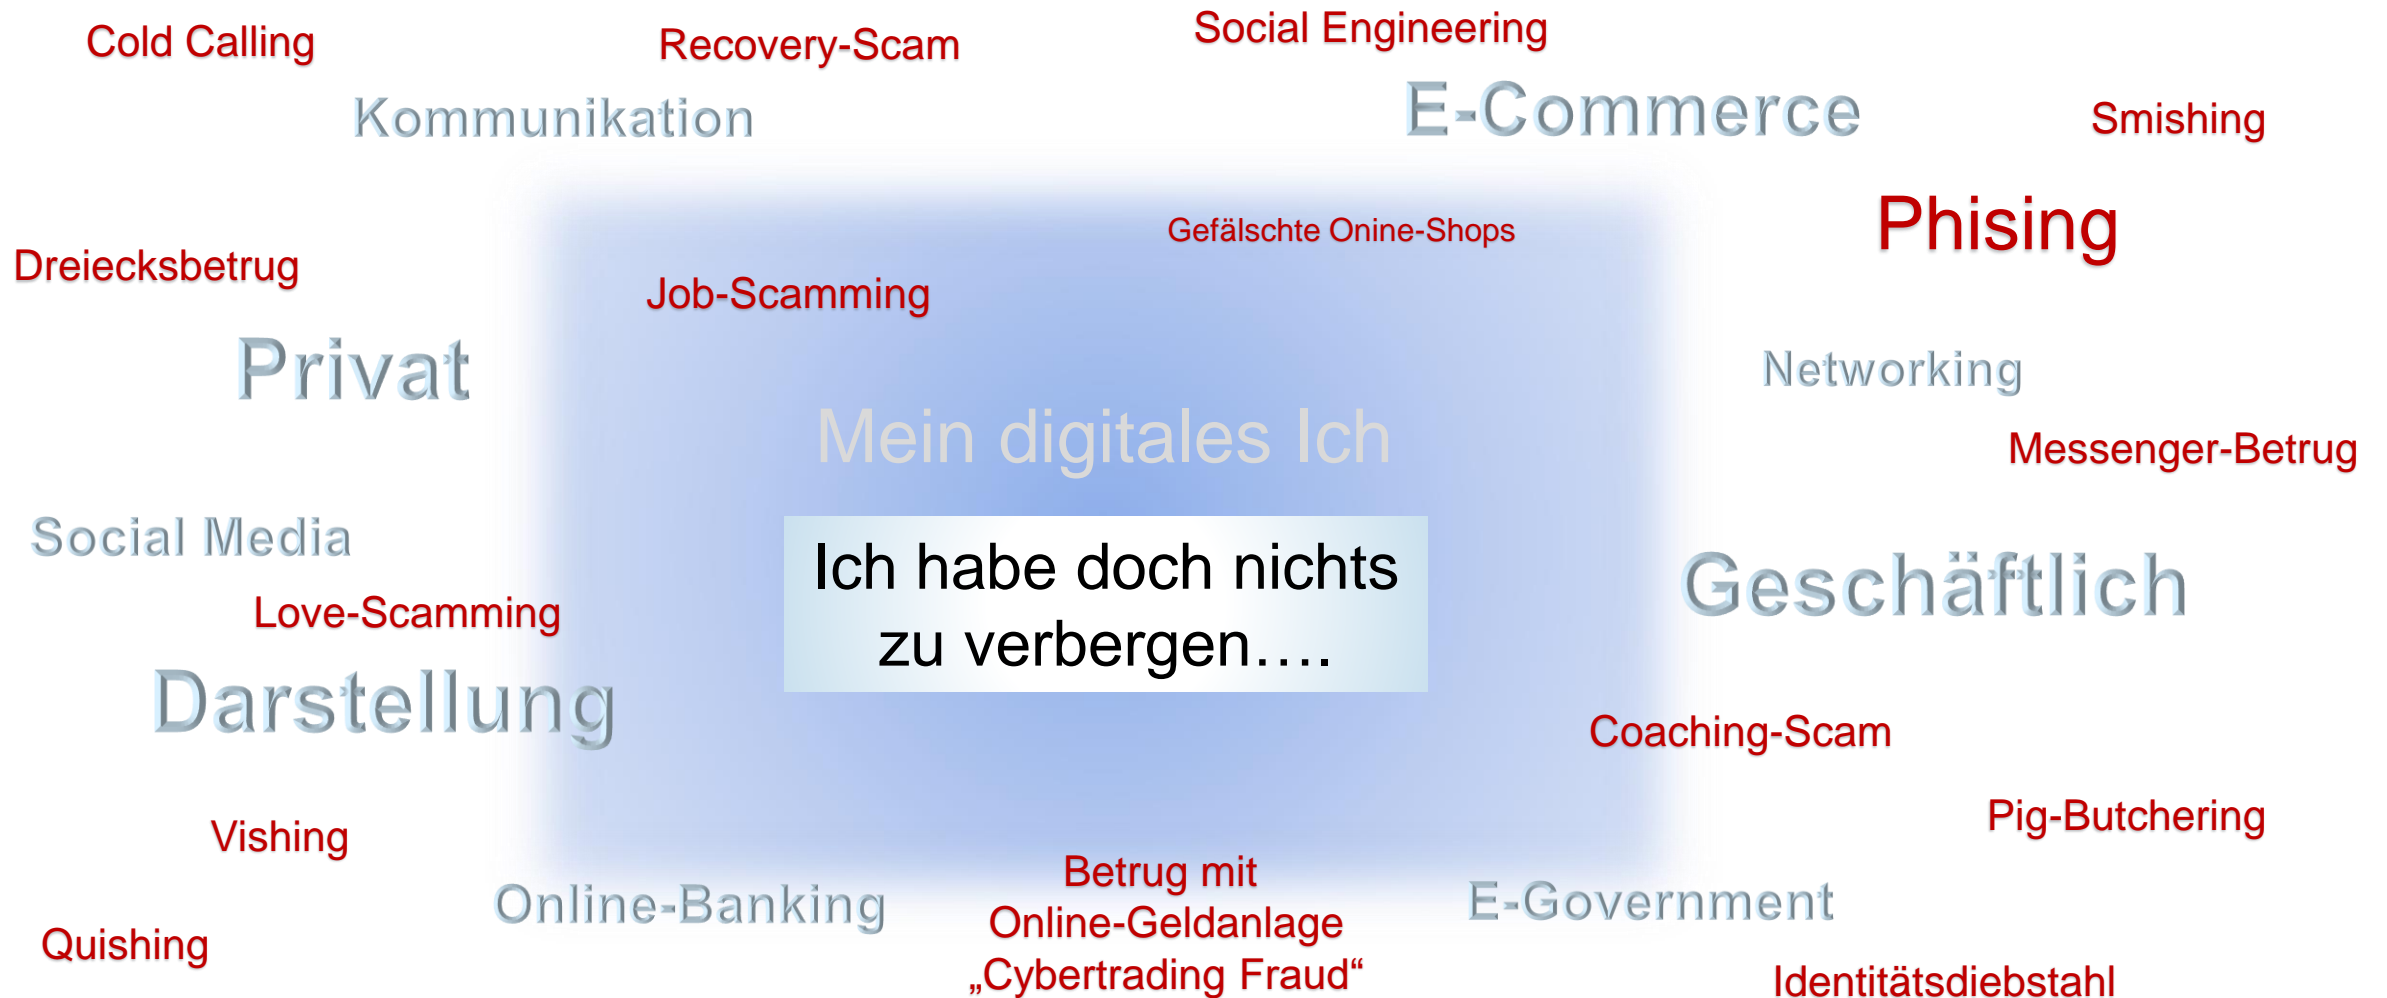 Cold Calling
Recovery-Scam
Social Engineering
Kommunikation
E-Commerce
Smishing
Phising
Gefälschte Onine-Shops
Dreiecksbetrug
Job-Scamming
Privat
Networking
Mein digitales Ich
Messenger-Betrug
Social Media
Ich habe doch nichts
zu verbergen….
Geschäftlich
Love-Scamming
Darstellung
Coaching-Scam
Pig-Butchering
Vishing
Betrug mit
Online-Geldanlage
„Cybertrading Fraud“
Online-Banking
E-Government
Quishing
Identitätsdiebstahl